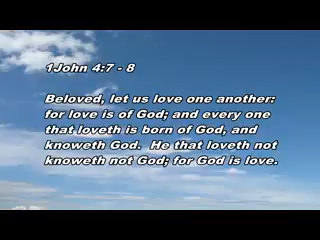 1John 4:7 - 8
Beloved, let us love one another:
for love is of God; and every one
that loveth is born of God, and
knoweth God.  He that loveth not
knoweth not God; for God is love.